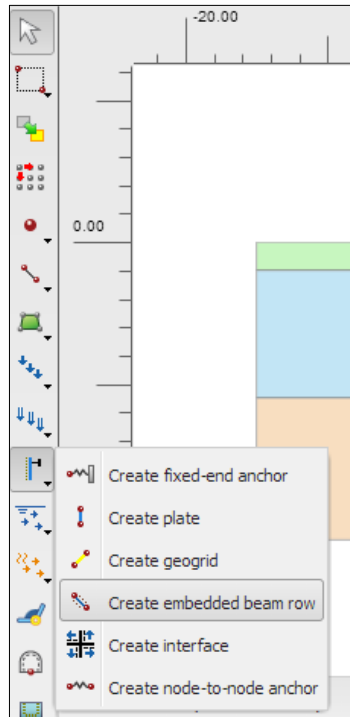 -20.00
0.00
Create fixed-end anchor
Create plate
Create geogrid
Create embedded beam row
Create interface
Create node-to-node anchor